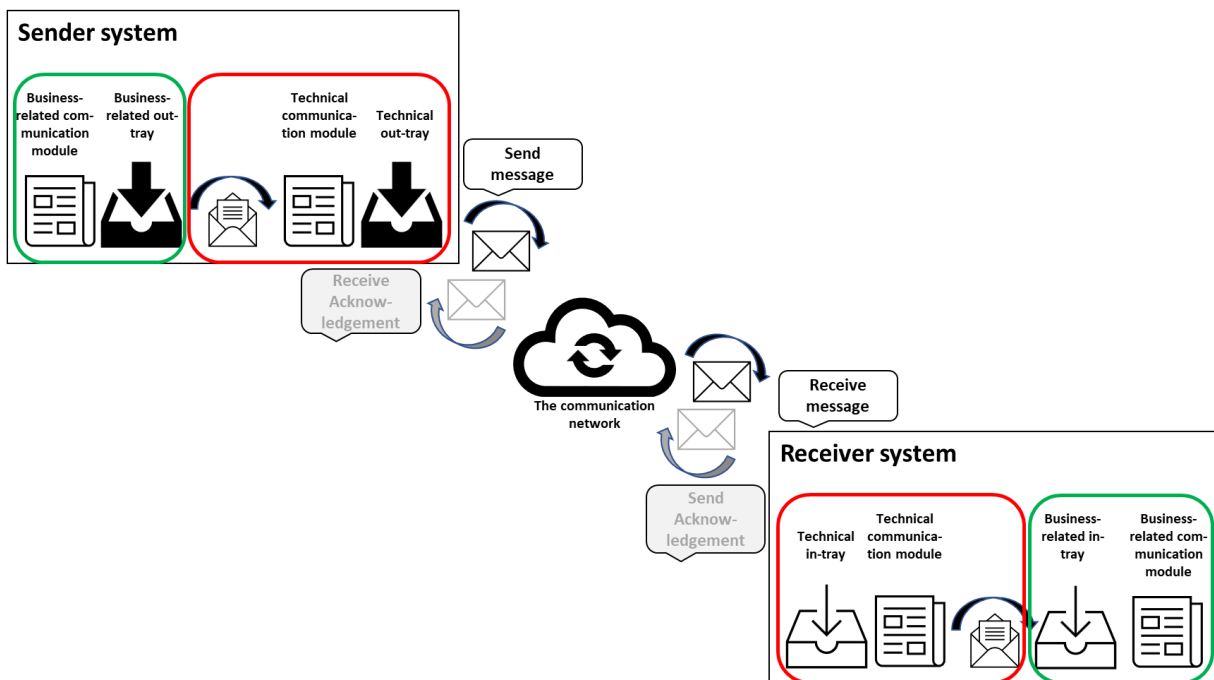 Sender system
Business-
related com-
munication
module
Business-
related out-
tray
Technical
communica-
tion module
Technical
out-tray
Send
message
Receive
Acknow-
ledgement
The communication
network
Receive
message
Send
Acknow-
ledgement
Receiver system
Technical
in-tray
Technical
communica-
tion module
Business-
related in-
tray
Business-
related com-
munication
module